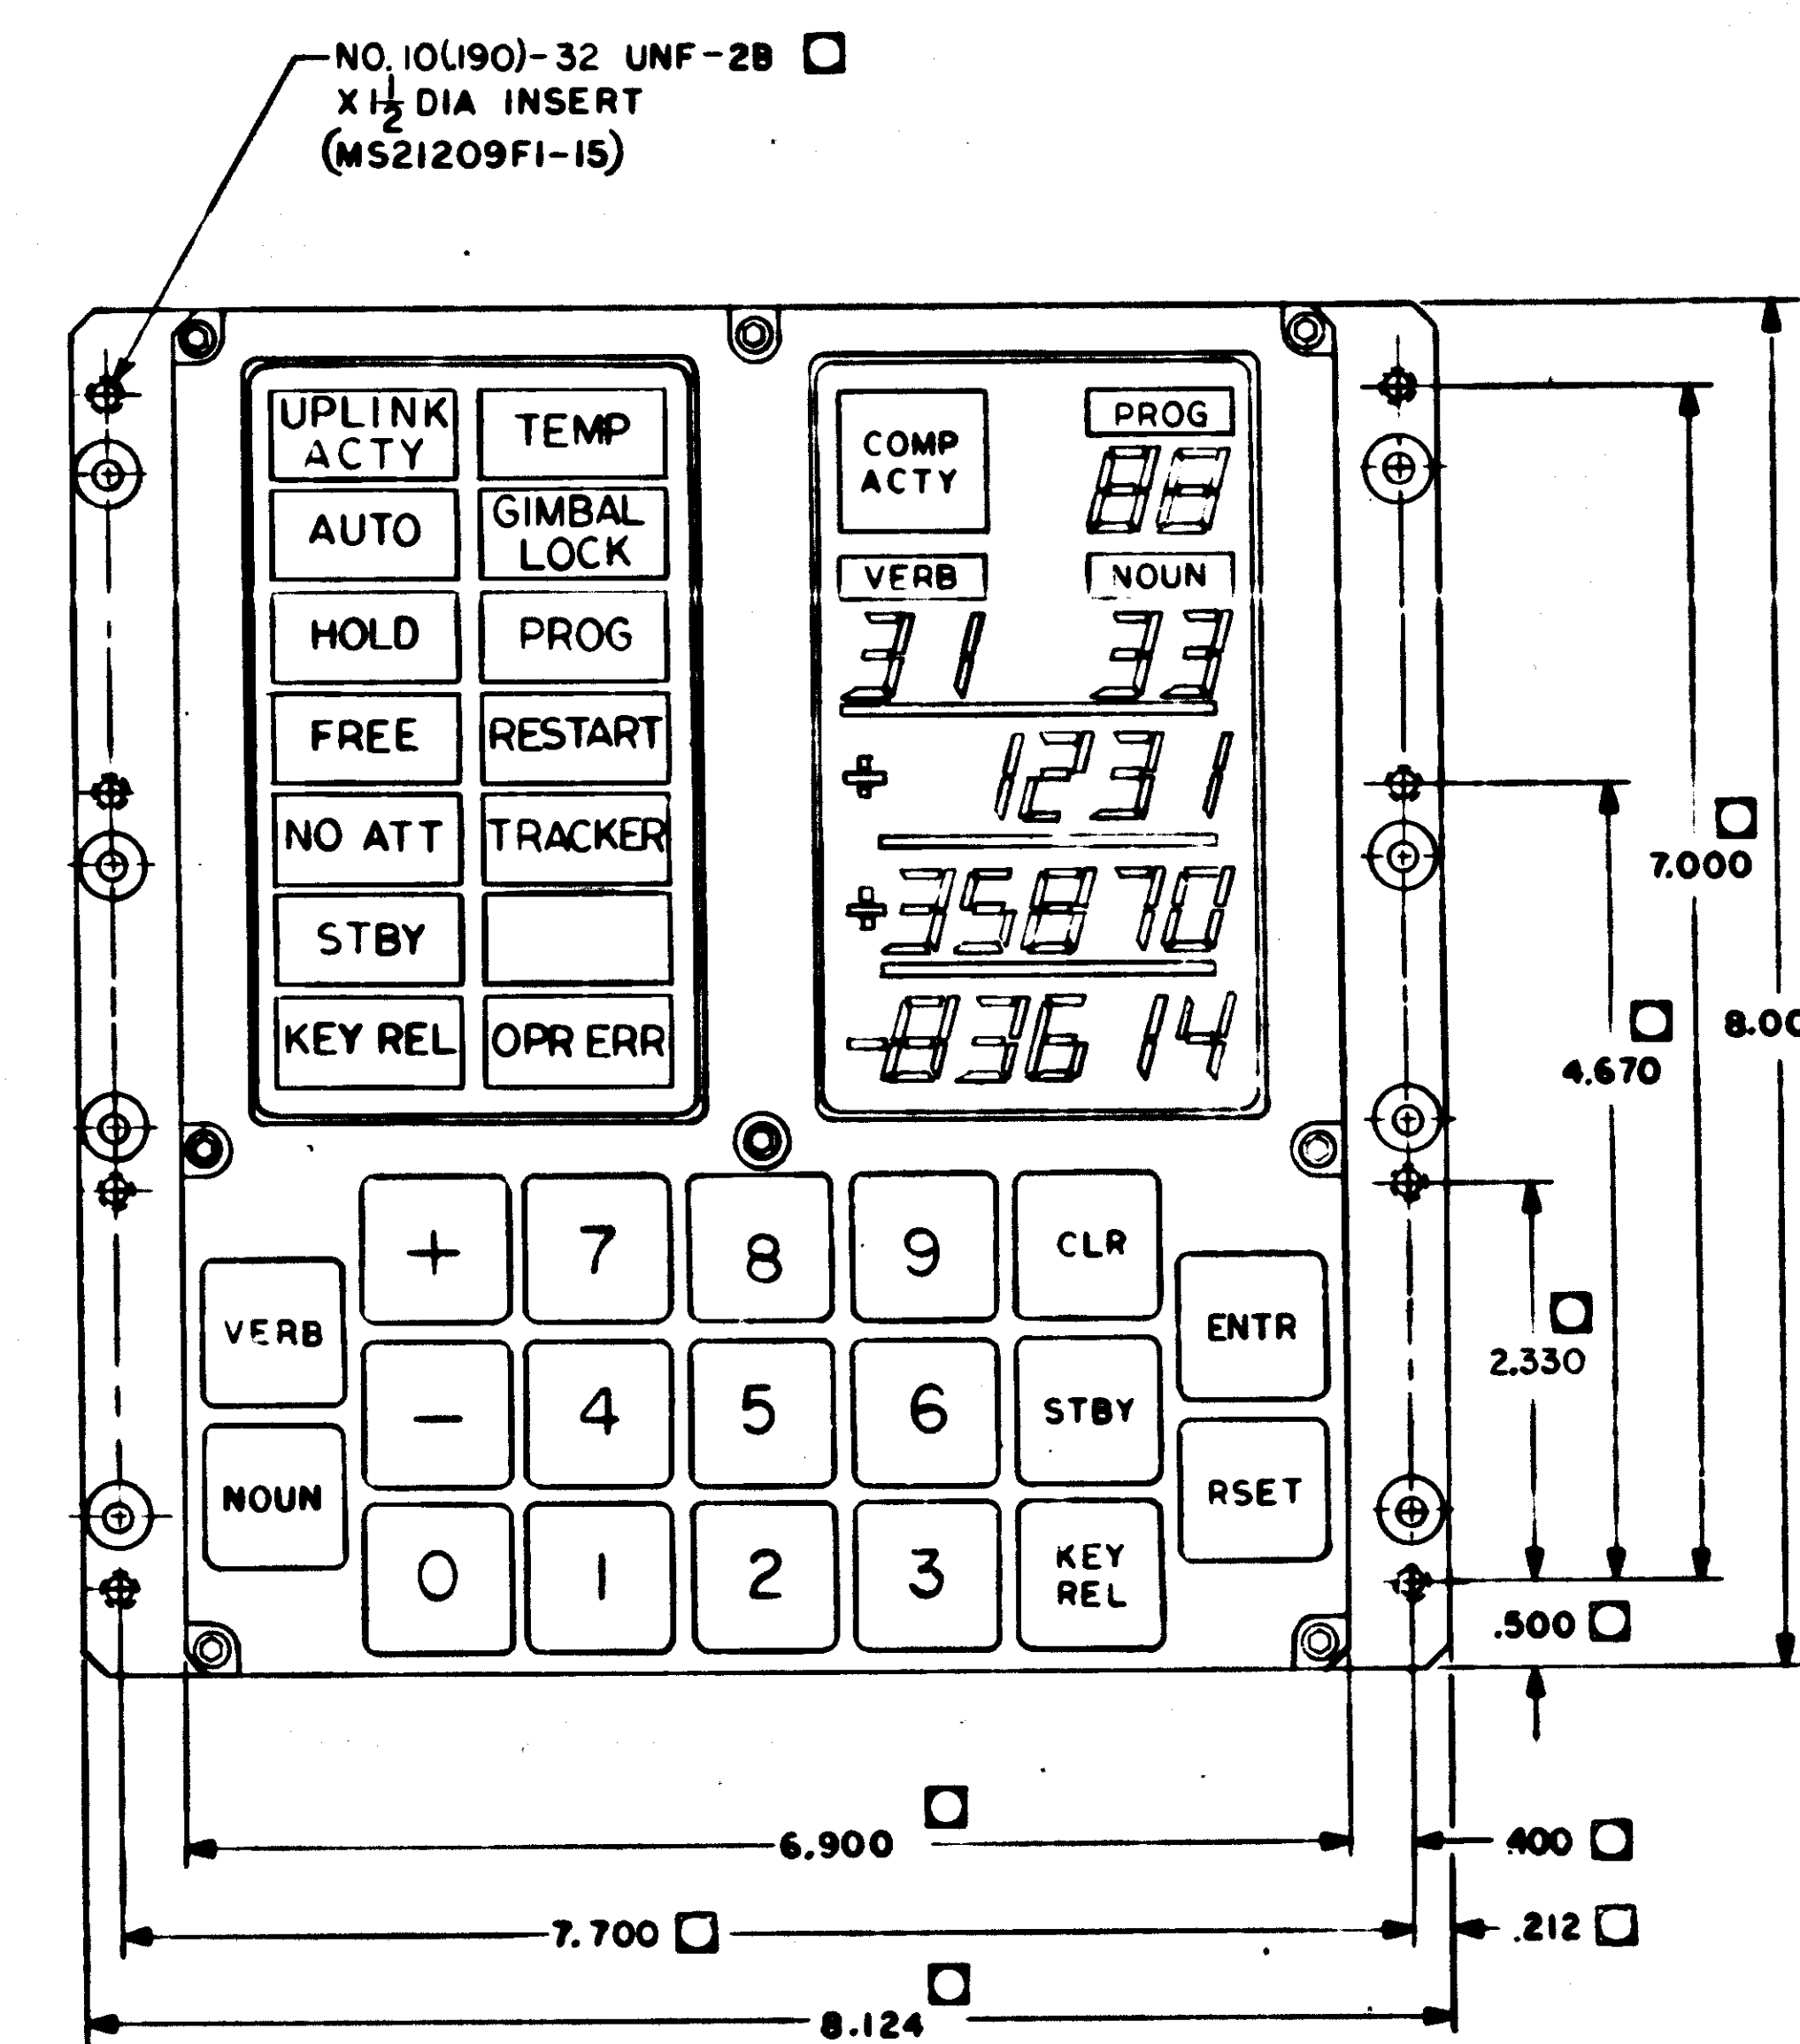 NO. 10(.190)-32 UNF-2B
X 1 1/2 DIA INSERT
(MS21209F1-15)
UPLINK
ACTY
TEMP
AUTO
GIMBAL
LOCK
HOLD
PROG
FREE
RESTART
NO ATT
TRACKER
STBY
KEY REL
OPR ERR
COMP
ACTY
PROG
88
VERB
NOUN
31
33
+ 1231
+35870
-83614
+
7
8
9
CLR
VERB
ENTR
-
4
5
6
STBY
NOUN
RSET
0
1
2
3
KEY
REL
7.000
4.670
2.330
.500
6.900
.400
7.700
.212
8.124